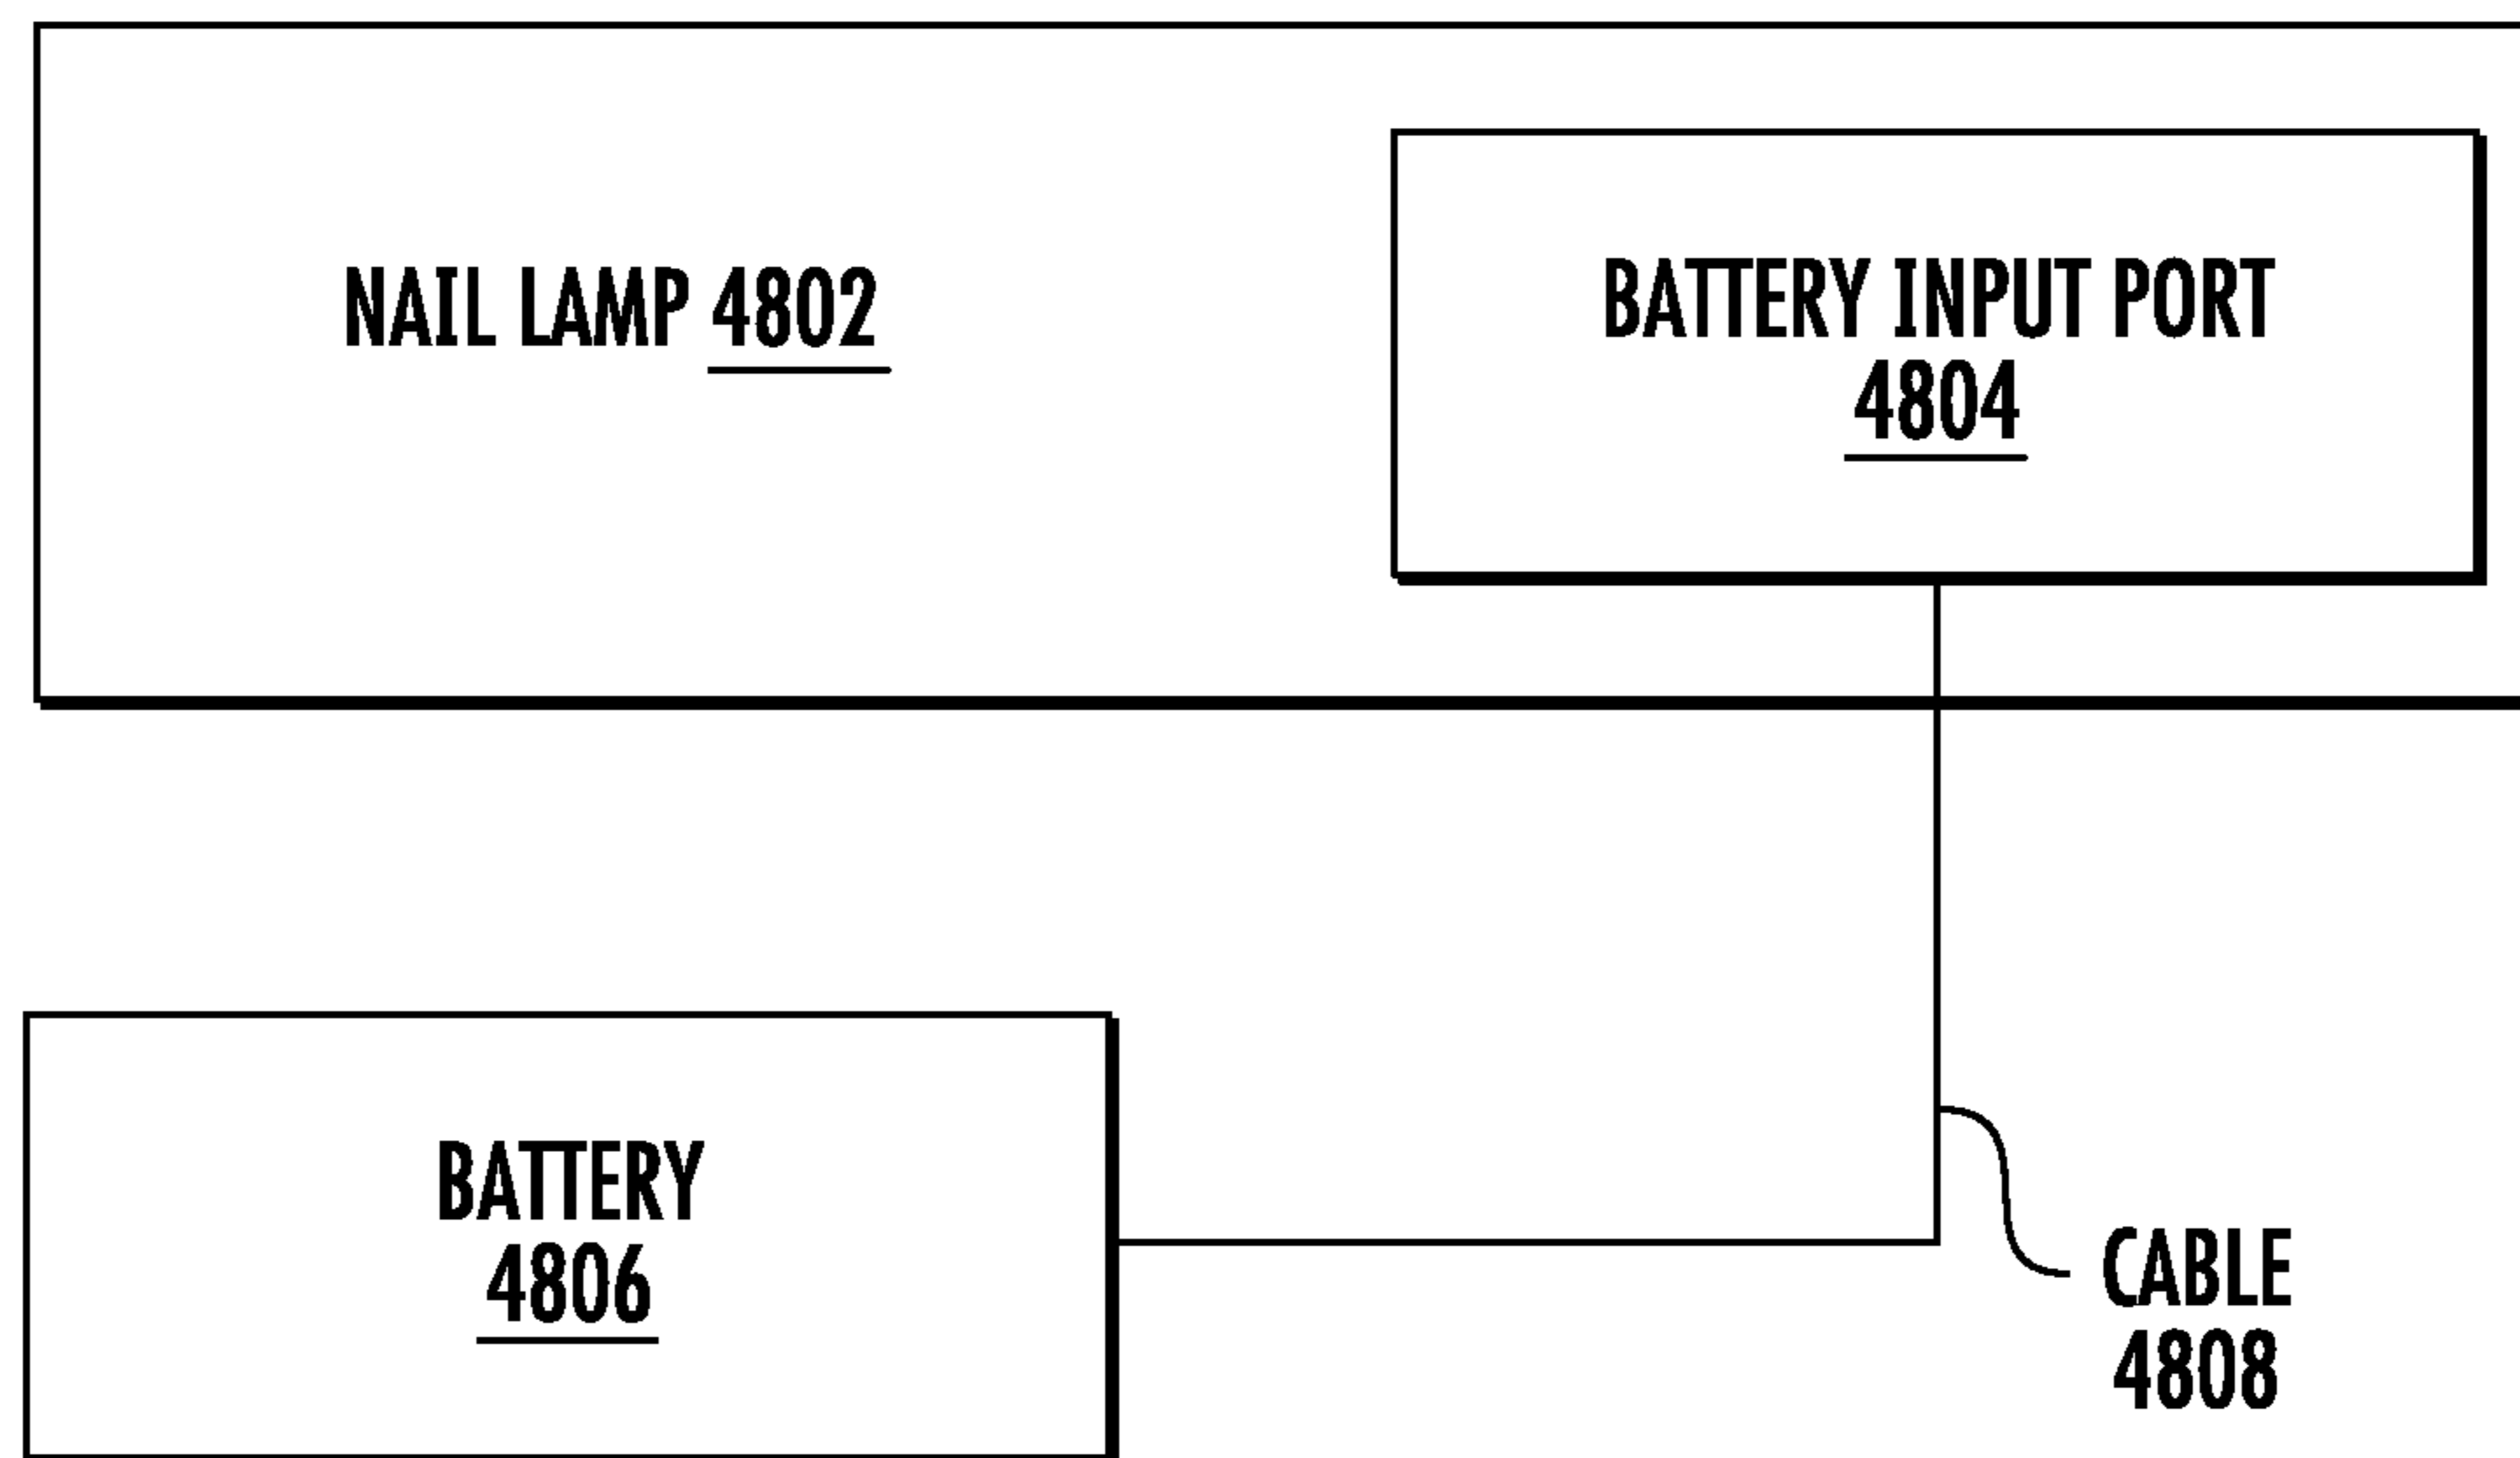 NAIL LAMP 4802
BATTERY INPUT PORT
4804
BATTERY
4806
CABLE
4808